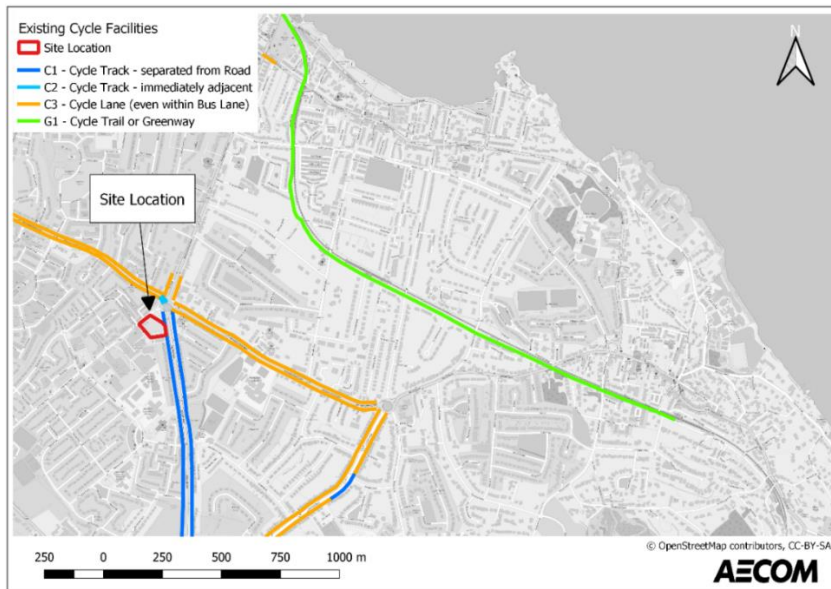 Existing Cycle Facilities
Site Location
C1 - Cycle Track - separated from Road
C2 - Cycle Track - immediately adjacent
C3 - Cycle Lane (even within Bus Lane)
G1 - Cycle Trail or Greenway
N
Site Location
250 0 250 500 750 1000 m
© OpenStreetMap contributors, CC-BY-SA
AECOM